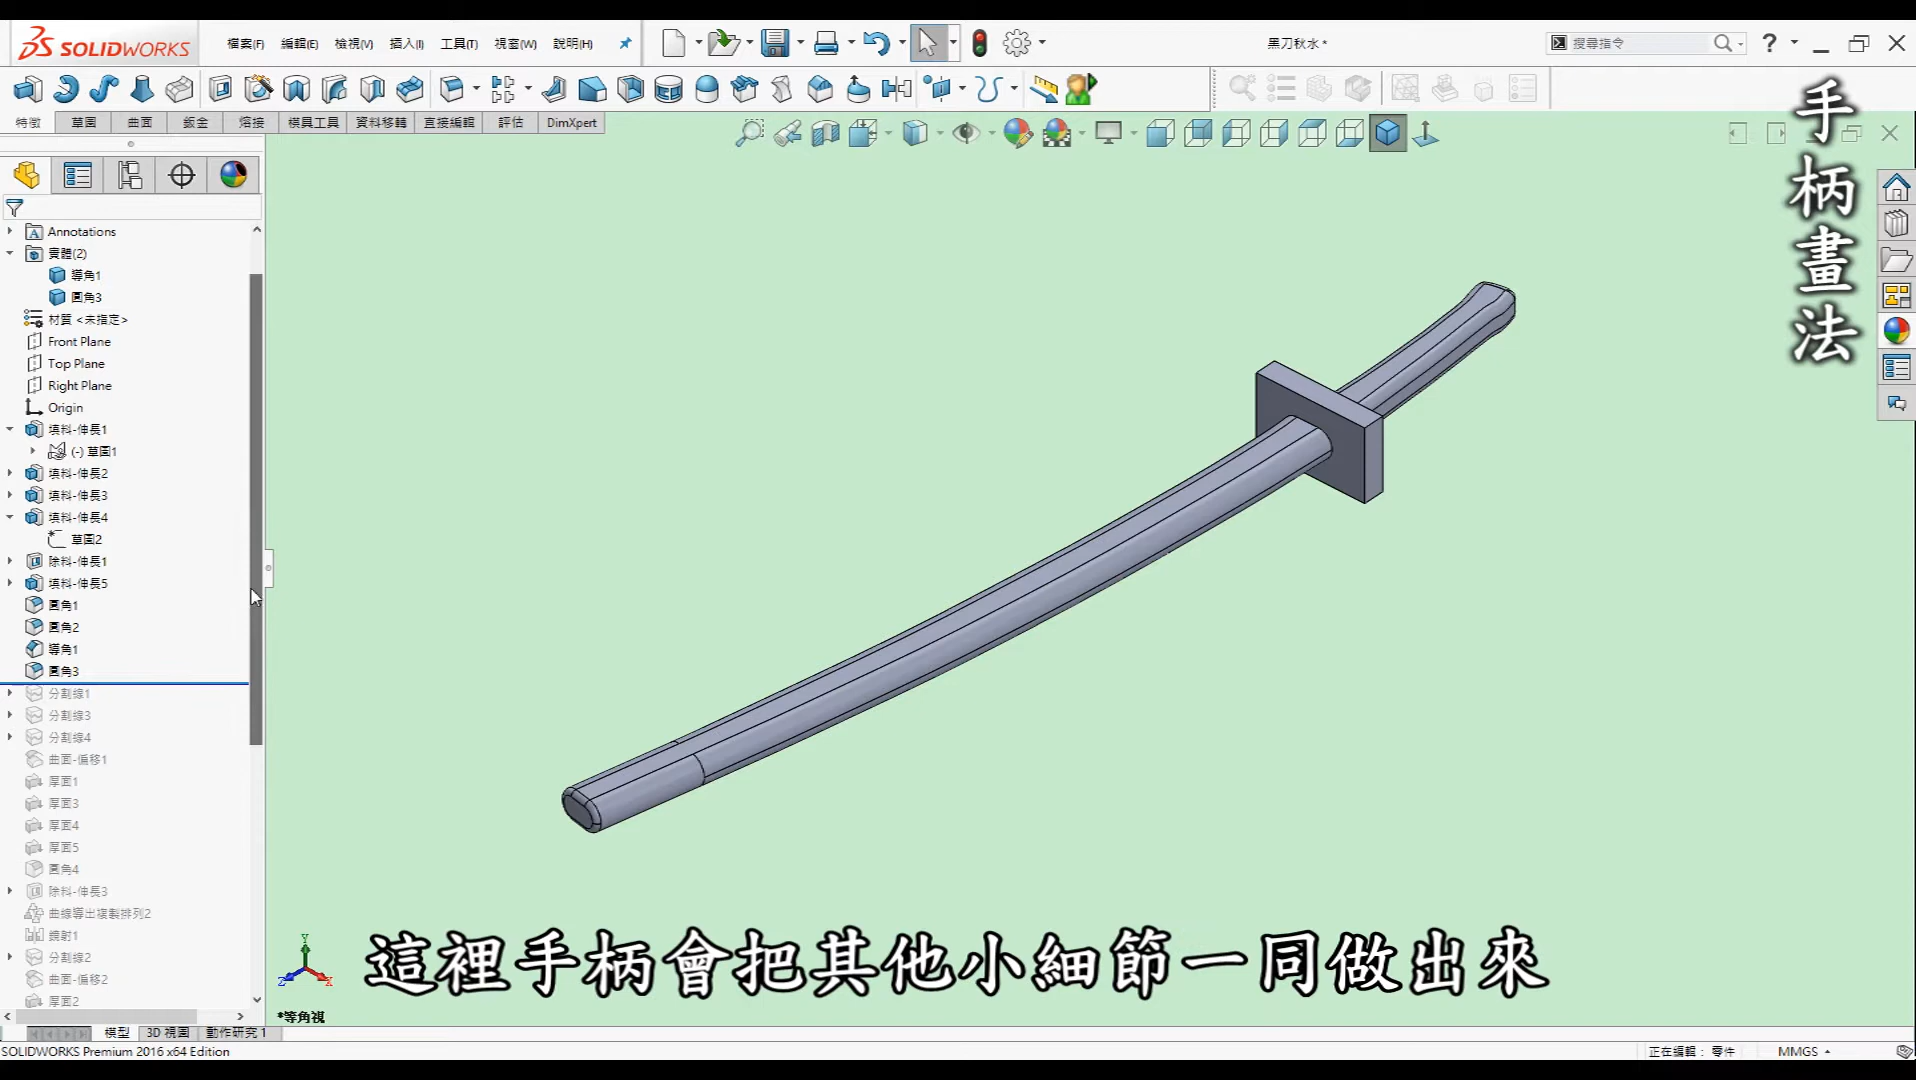 SOLIDWORKS
檔案(F)
編輯(E)
檢視(V)
插入(I)
工具(T)
視窗(W)
說明(H)
黑刀秋水 *
搜尋指令
特徵
草圖
曲面
鈑金
熔接
模具工具
資料移轉
直接編輯
評估
DimXpert
手柄畫法
Annotations
實體(2)
導角1
圓角3
材質 <未指定>
Front Plane
Top Plane
Right Plane
Origin
填料-伸長1
(-) 草圖1
填料-伸長2
填料-伸長3
填料-伸長4
草圖2
除料-伸長1
填料-伸長5
圓角1
圓角2
導角1
圓角3
分割線1
分割線3
分割線4
曲面-偏移1
厚面1
厚面3
厚面4
厚面5
圓角4
除料-伸長3
曲線導出複製排列2
鏡射1
分割線2
曲面-偏移2
厚面2
Y
Z
X
這裡手柄會把其他小細節一同做出來
*等角視
模型
3D 視圖
動作研究 1
SOLIDWORKS Premium 2016 x64 Edition
正在編輯： 零件
MMGS